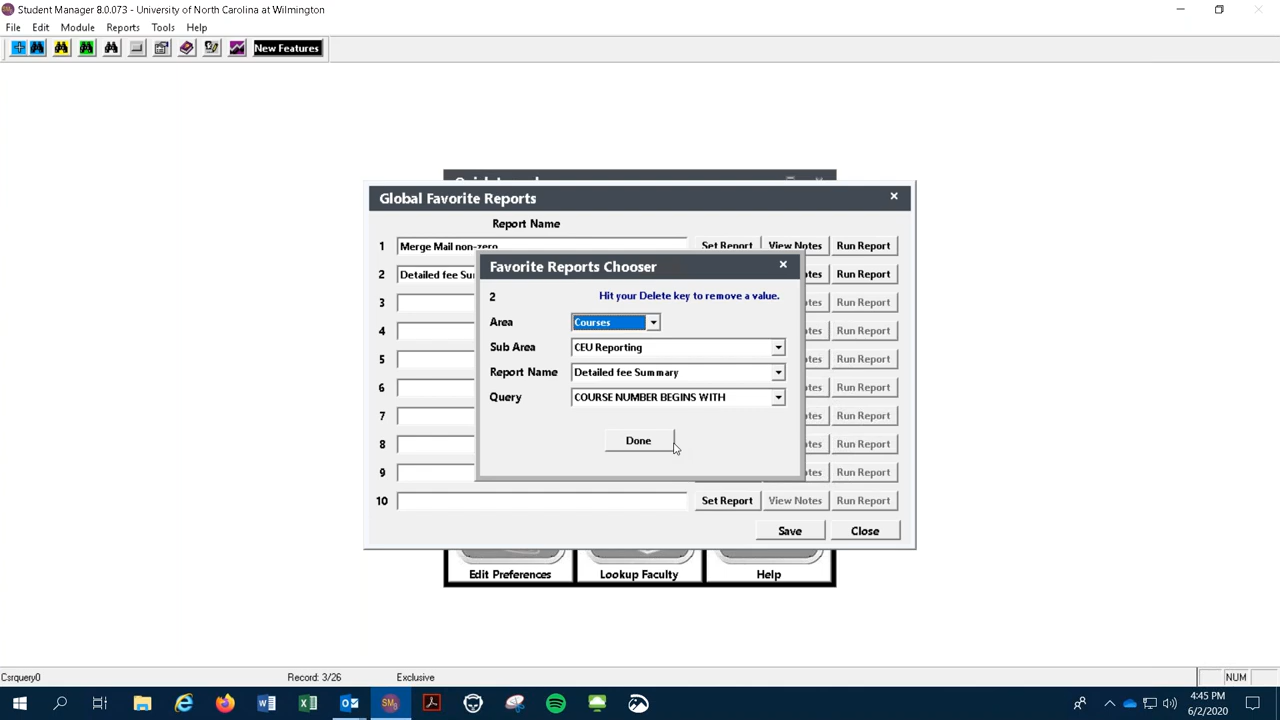 Student Manager 8.0.073 - University of North Carolina at Wilmington
File Edit Module Reports Tools Help
New Features
Global Favorite Reports
Report Name
1 Merge Mail non-zero Set Report View Notes Run Report
Favorite Reports Chooser
2 Detailed fee Sum Run Report
2 Hit your Delete key to remove a value.
3 Run Report
Area Courses
4 Run Report
Sub Area CEU Reporting
5 Run Report
Report Name Detailed fee Summary
6 Run Report
Query COURSE NUMBER BEGINS WITH
7 Run Report
8 Run Report
Done
9 Run Report
10 Set Report View Notes Run Report
Save Close
Edit Preferences Lookup Faculty Help
Csrquery0 Record: 3/26 Exclusive NUM
4:45 PM
6/2/2020